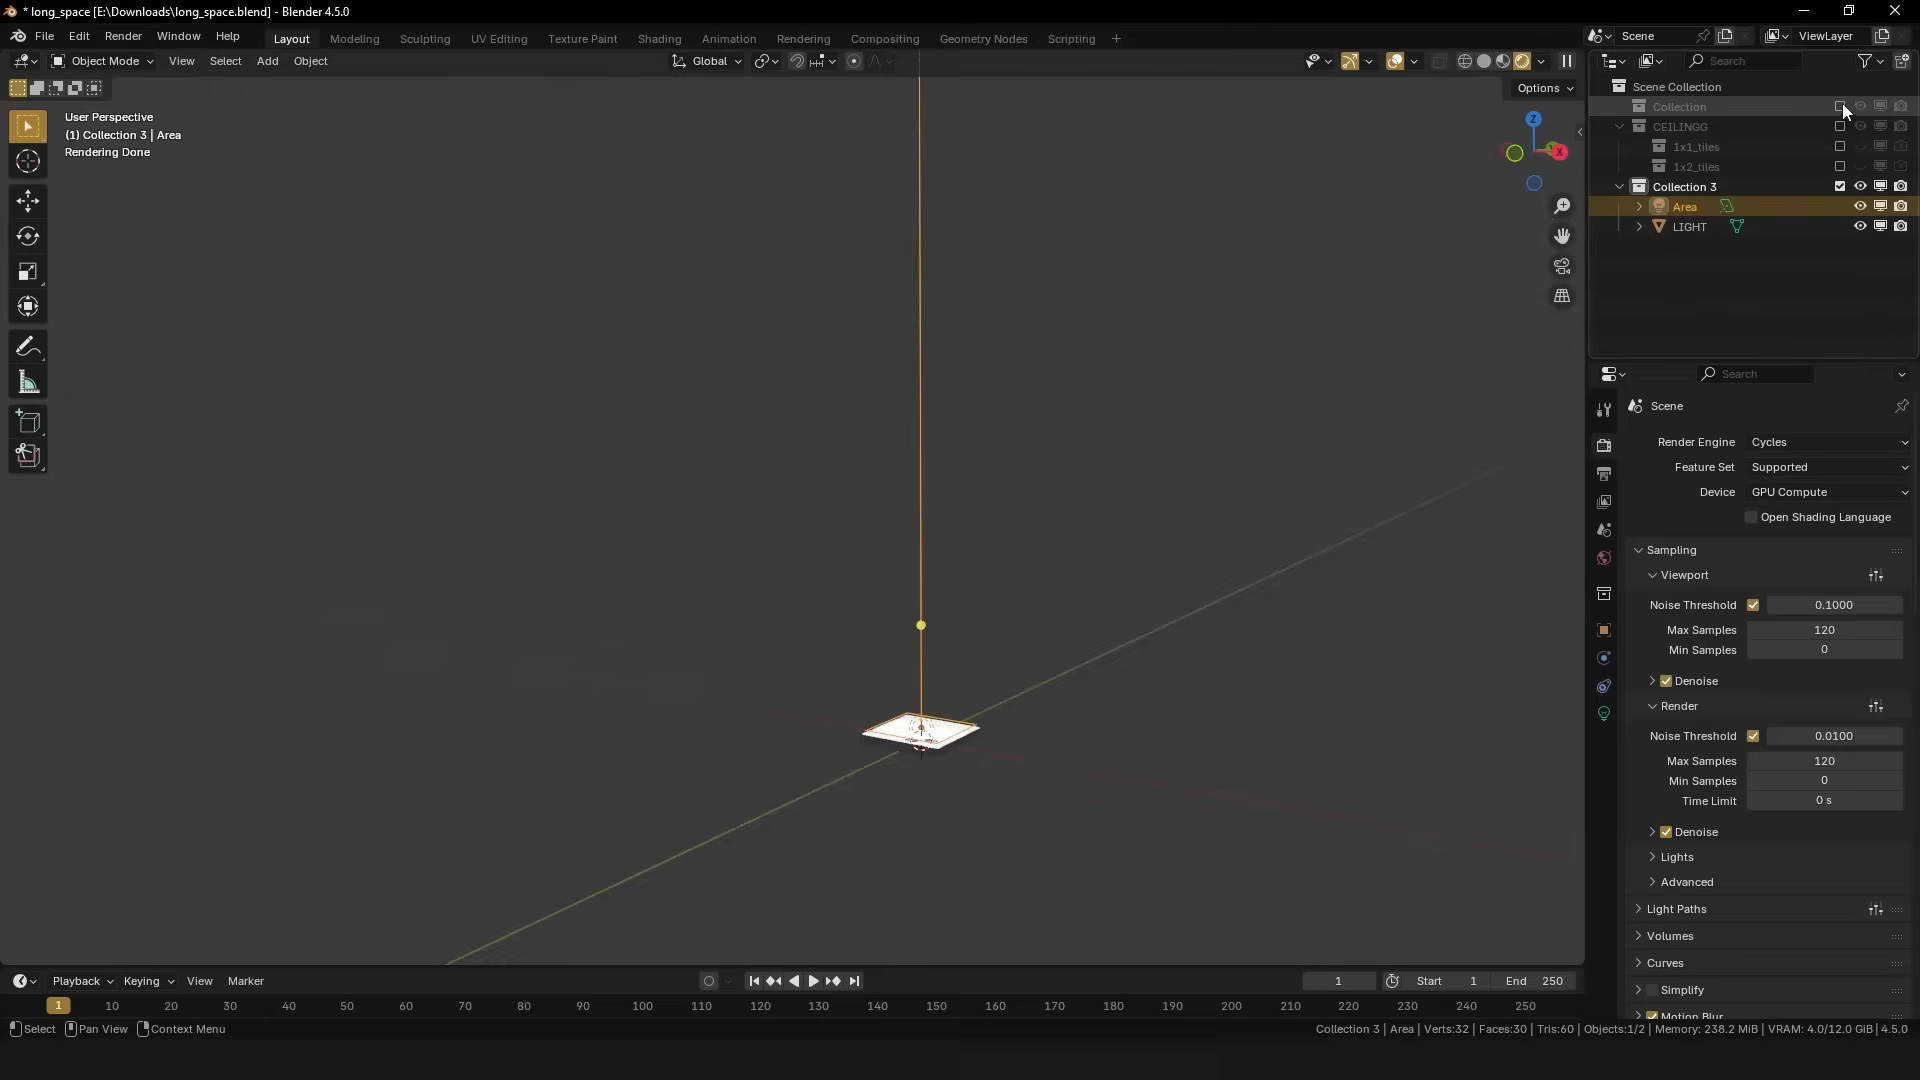 * long_space [E:\Downloads\long_space.blend] - Blender 4.5.0
File Edit Render Window Help Layout Modeling Sculpting UV Editing Texture Paint Shading Animation Rendering Compositing Geometry Nodes Scripting + Scene ViewLayer
Object Mode View Select Add Object Global Search
Options
User Perspective
(1) Collection 3 | Area
Rendering Done
Z
X
Scene Collection
Collection
CEILINGG
1x1_tiles
1x2_tiles
Collection 3
Area
LIGHT
Search
Scene
Render Engine Cycles
Feature Set Supported
Device GPU Compute
Open Shading Language
Sampling
Viewport
Noise Threshold 0.1000
Max Samples 120
Min Samples 0
Denoise
Render
Noise Threshold 0.0100
Max Samples 120
Min Samples 0
Time Limit 0 s
Denoise
Lights
Advanced
Light Paths
Volumes
Curves
Simplify
Motion Blur
Playback Keying View Marker 1 Start 1 End 250
1 10 20 30 40 50 60 70 80 90 100 110 120 130 140 150 160 170 180 190 200 210 220 230 240 250
Select Pan View Context Menu Collection 3 | Area | Verts:32 | Faces:30 | Tris:60 | Objects:1/2 | Memory: 238.2 MiB | VRAM: 4.0/12.0 GiB | 4.5.0